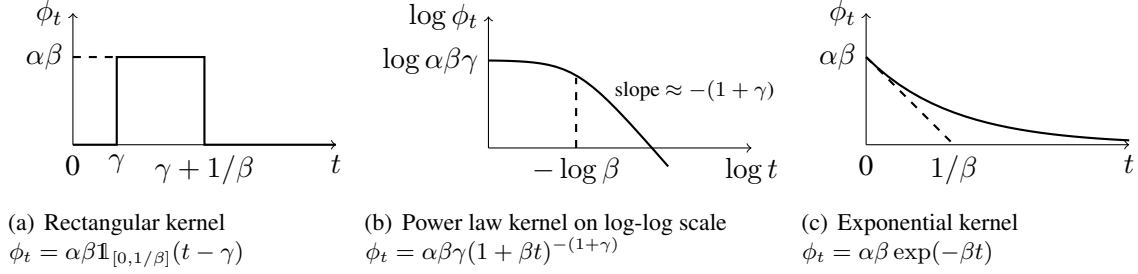 ϕ_t
αβ
0
γ
γ + 1/β
t
(a) Rectangular kernel
ϕ_t = αβ𝟙_{[0,1/β]}(t − γ)
log ϕ_t
log αβγ
slope ≈ −(1 + γ)
− log β
log t
(b) Power law kernel on log-log scale
ϕ_t = αβγ(1 + βt)^{−(1+γ)}
ϕ_t
αβ
0
1/β
t
(c) Exponential kernel
ϕ_t = αβ exp(−βt)